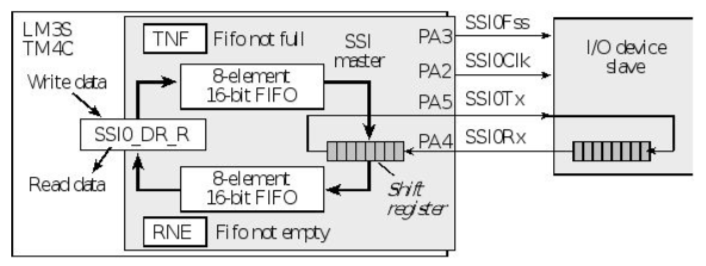 LM3S
TM4C
TNF
Fifo not full
SSI
master
PA3
SSI0Fss
I/O device
slave
Write data
8-element
16-bit FIFO
PA2
SSI0Clk
PA5
SSI0Tx
SSI0_DR_R
PA4
SSI0Rx
Read data
8-element
16-bit FIFO
Shift
register
RNE
Fifo not empty